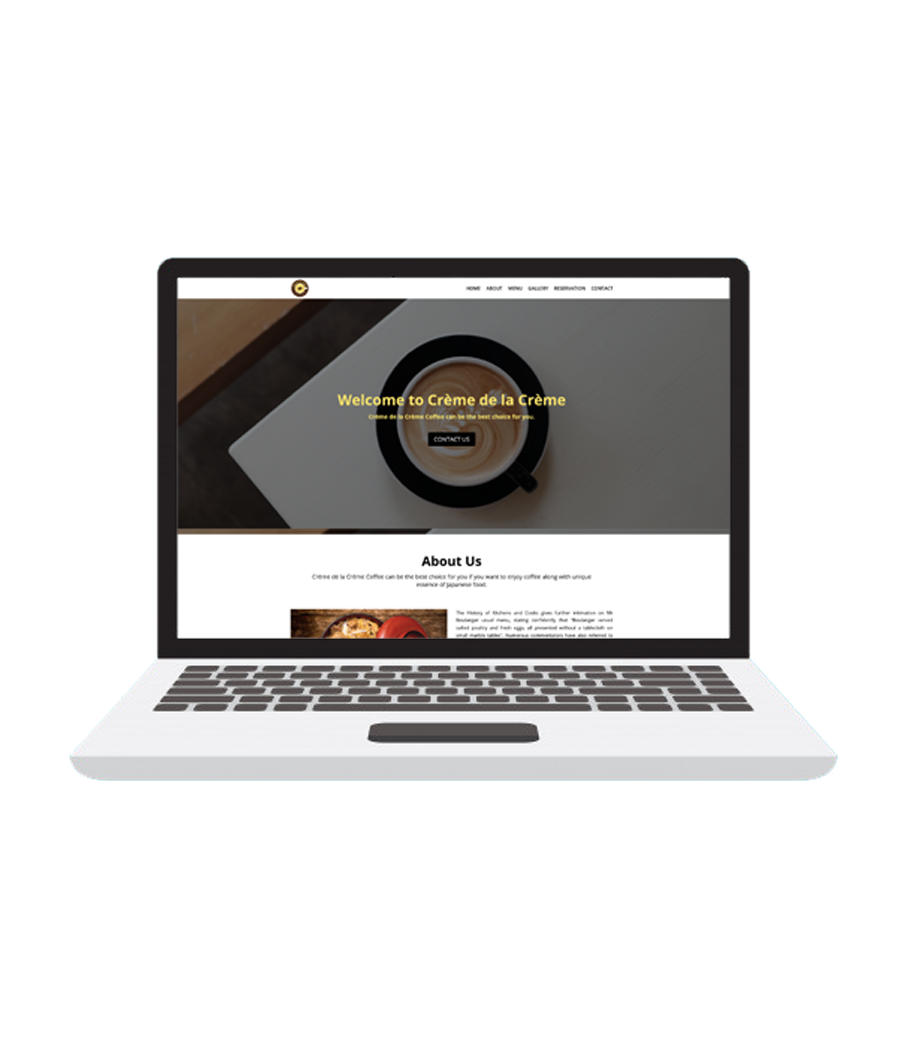 HOME ABOUT MENU GALLERY RESERVATION CONTACT
Welcome to Crème de la Crème
Crème de la Crème Coffee can be the best choice for you.
CONTACT US
About Us
Crème de la Crème Coffee can be the best choice for you if you want to enjoy coffee along with unique
essence of Japanese food.
The History of Kitchens and Cooks gives further intimation on Mr
Boulanger usual menu, stating confidently that "Boulanger served
salted poultry and fresh eggs, all presented without a tablecloth on
small marble tables". Numerous commentators have also referred to